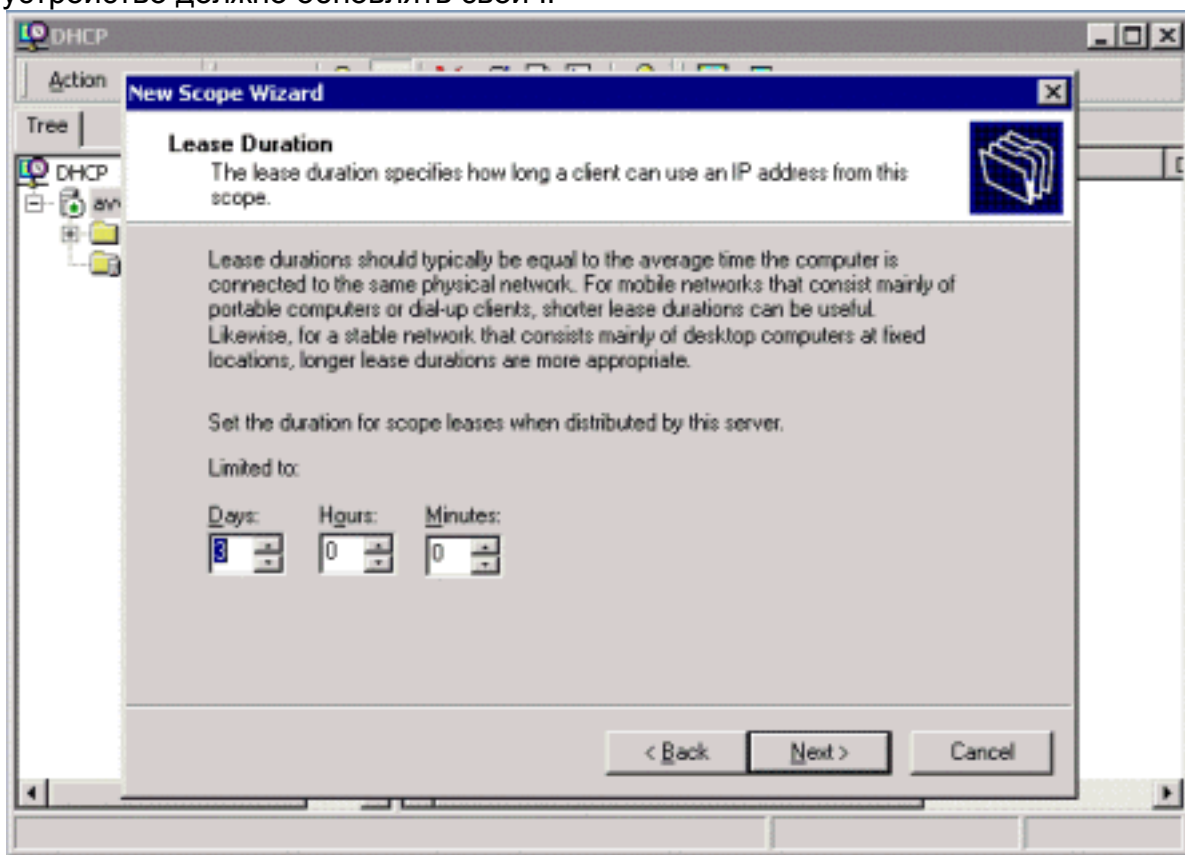 устройство должно обновлять свой
DHCP
Action
New Scope Wizard
Tree
Lease Duration
The lease duration specifies how long a client can use an IP address from this
scope.
DHCP
Lease durations should typically be equal to the average time the computer is
connected to the same physical network. For mobile networks that consist mainly of
portable computers or dial-up clients, shorter lease durations can be useful.
Likewise, for a stable network that consists mainly of desktop computers at fixed
locations, longer lease durations are more appropriate.
Set the duration for scope leases when distributed by this server.
Limited to:
Days: Hours: Minutes:
3 0 0
< Back Next > Cancel